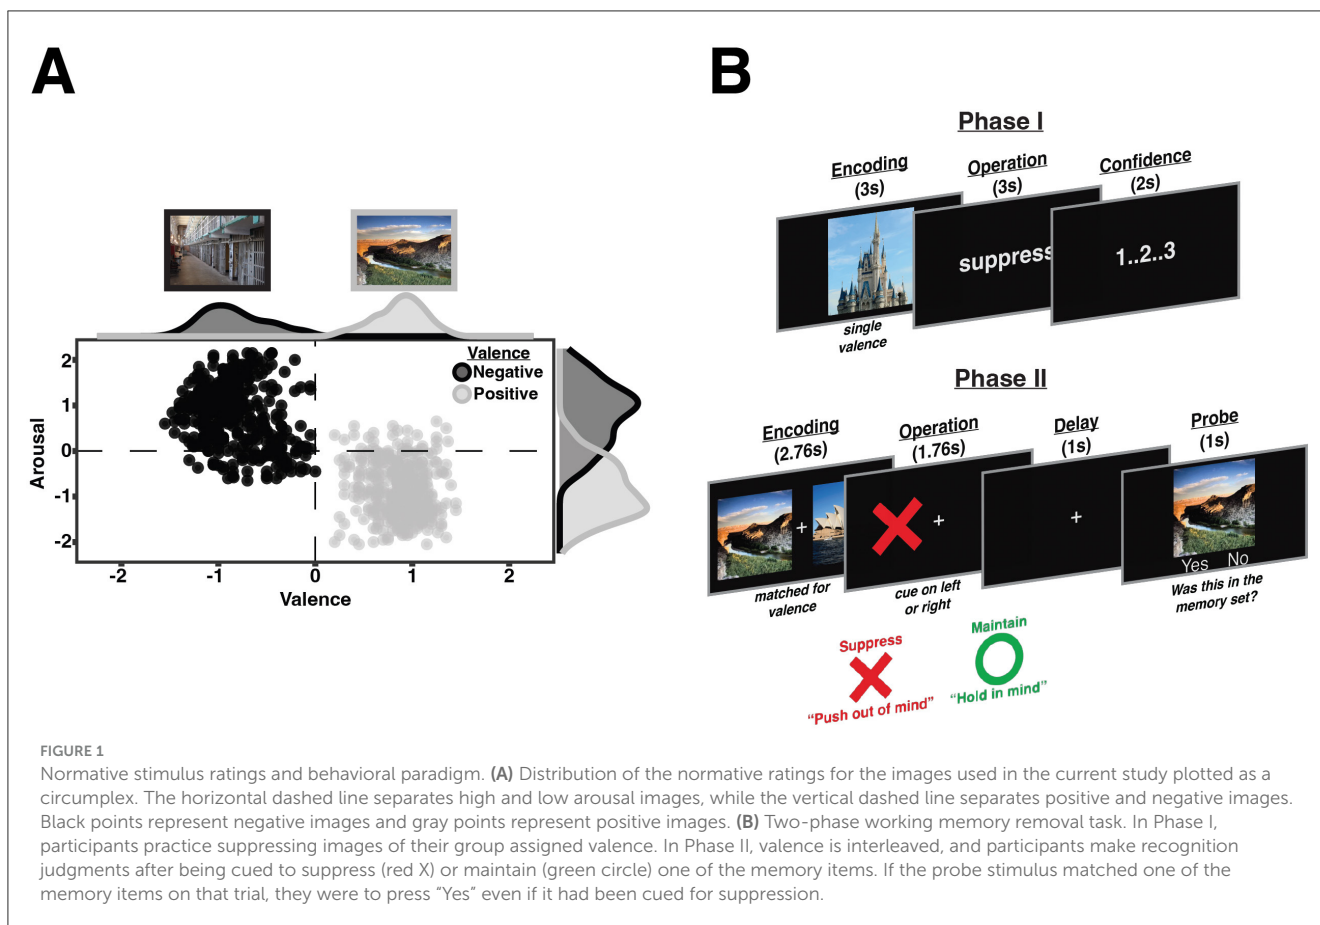 A
B
Phase I
Encoding
(3s)
Operation
(3s)
Confidence
(2s)
suppress
1..2..3
single
valence
Valence
Negative
Positive
2
1
0
-1
-2
Arousal
-2
-1
0
1
2
Valence
Phase II
Encoding
(2.76s)
Operation
(1.76s)
Delay
(1s)
Probe
(1s)
+
+
+
Yes No
matched for
valence
cue on left
or right
Was this in the
memory set?
Suppress
"Push out of mind"
Maintain
"Hold in mind"
FIGURE 1
Normative stimulus ratings and behavioral paradigm. (A) Distribution of the normative ratings for the images used in the current study plotted as a
circumplex. The horizontal dashed line separates high and low arousal images, while the vertical dashed line separates positive and negative images.
Black points represent negative images and gray points represent positive images. (B) Two-phase working memory removal task. In Phase I,
participants practice suppressing images of their group assigned valence. In Phase II, valence is interleaved, and participants make recognition
judgments after being cued to suppress (red X) or maintain (green circle) one of the memory items. If the probe stimulus matched one of the
memory items on that trial, they were to press "Yes" even if it had been cued for suppression.